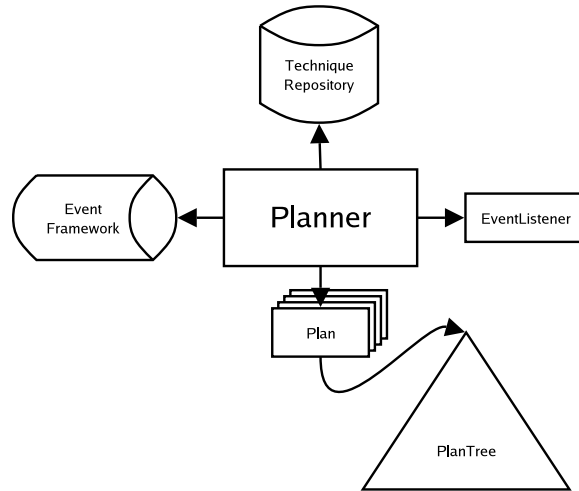 Technique
Repository
Event
Framework
Planner
EventListener
Plan
PlanTree